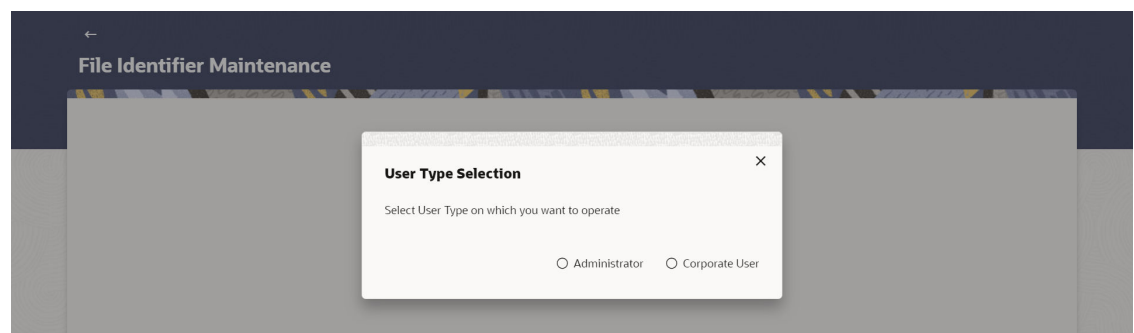 File Identifier Maintenance
User Type Selection
Select User Type on which you want to operate
Administrator Corporate User